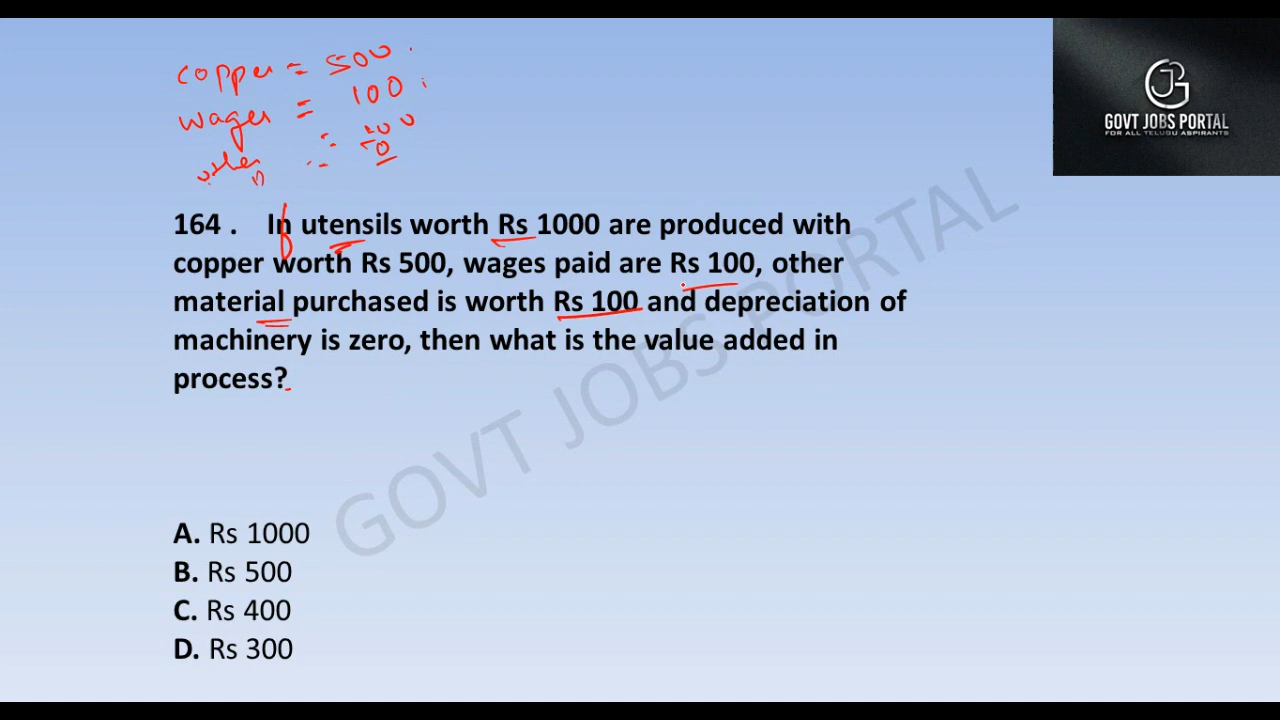 copper = 500
wages = 100
GOVT JOBS PORTAL
FOR ALL TELUGU ASPIRANTS
164 . In utensils worth Rs 1000 are produced with
copper worth Rs 500, wages paid are Rs 100, other
material purchased is worth Rs 100 and depreciation of
machinery is zero, then what is the value added in
process?
GOVT JOBS PORTAL
A. Rs 1000
B. Rs 500
C. Rs 400
D. Rs 300